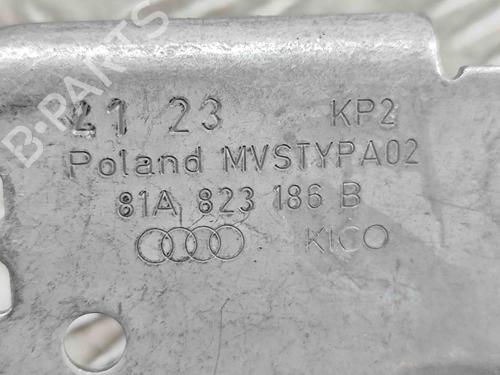 21 23 KP2
Poland MVSTYPA02
81A 823 186 B
KICO
B-PARTS